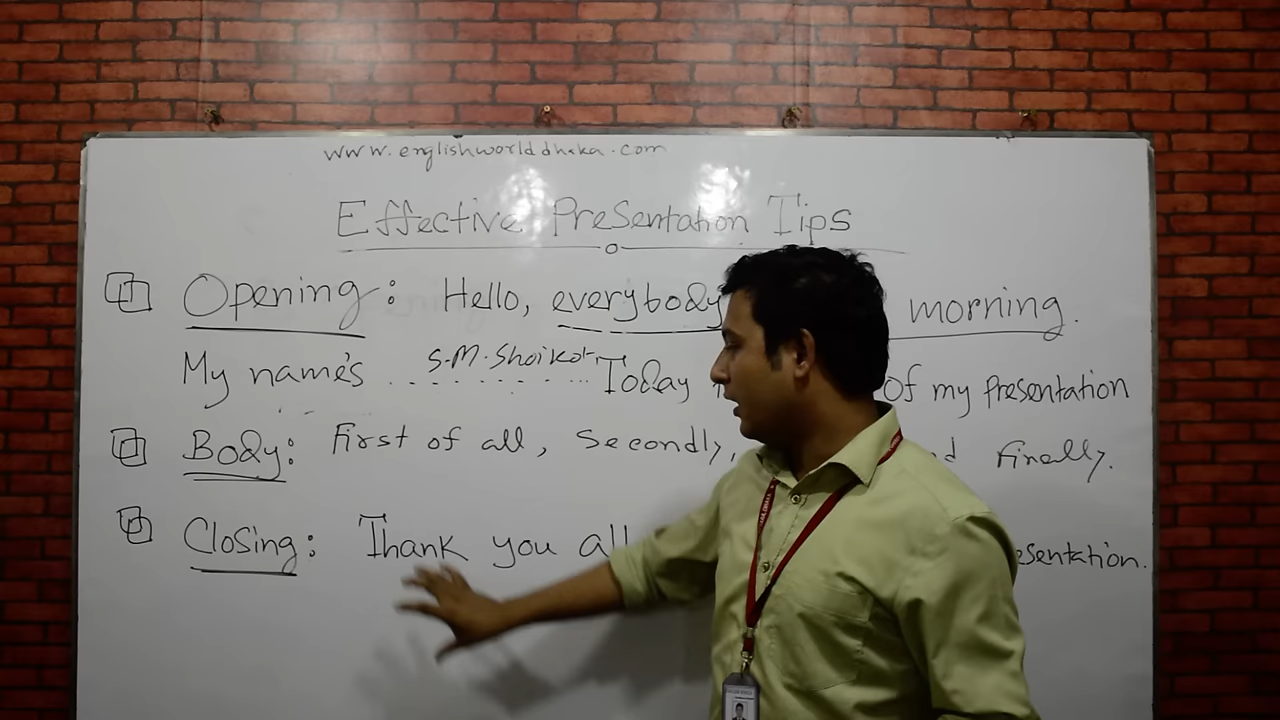 www.englishworlddhaka.com
Effective Presentation Tips
Opening: Hello, everybody morning.
My name's S.M. Shoikot Today of my presentation
Body: First of all, Secondly, Finally.
Closing: Thank you all